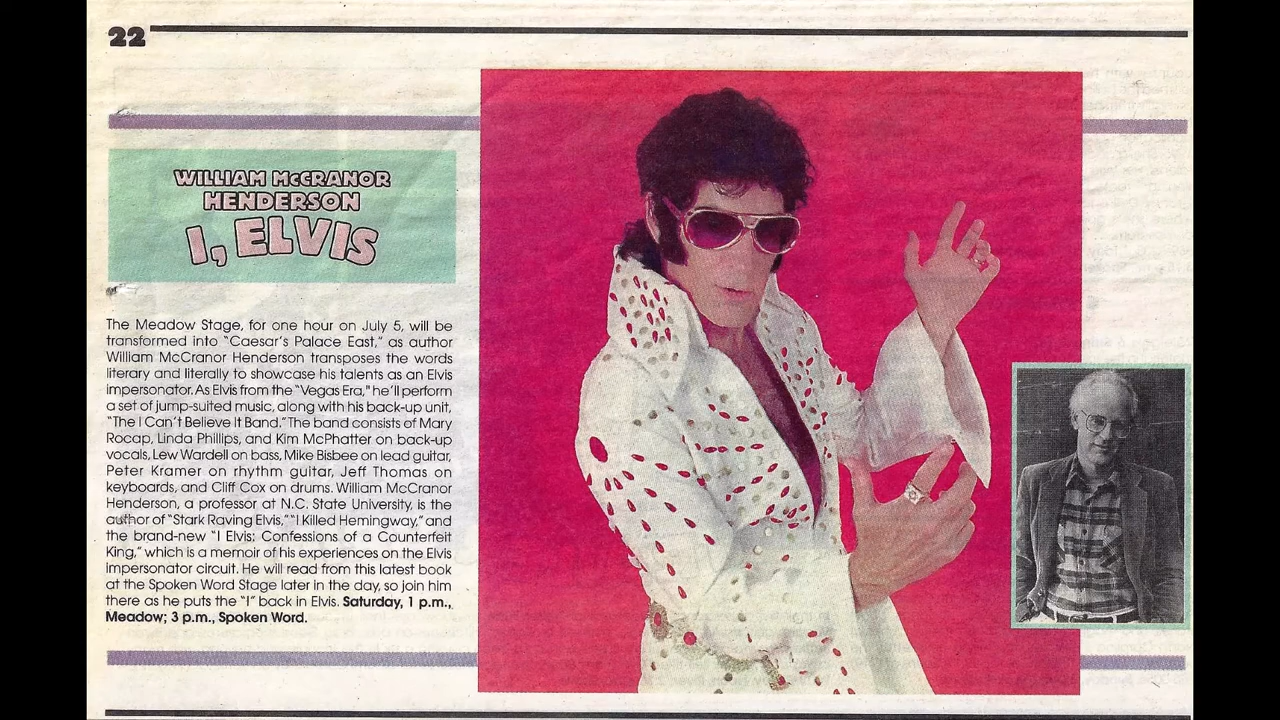 22
WILLIAM McCRANOR
HENDERSON
I, ELVIS
The Meadow Stage, for one hour on July 5, will be
transformed into "Caesar's Palace East," as author
William McCranor Henderson transposes the words
literary and literally to showcase his talents as an Elvis
impersonator. As Elvis from the "Vegas Era," he'll perform
a set of jump-suited music, along with his back-up unit,
"The I Can't Believe It Band." The band consists of Mary
Rocap, Linda Phillips, and Kim McPhatter on back-up
vocals, Lew Wardell on bass, Mike Bisbee on lead guitar,
Peter Kramer on rhythm guitar, Jeff Thomas on
keyboards, and Cliff Cox on drums. William McCranor
Henderson, a professor at N.C. State University, is the
author of "Stark Raving Elvis," "I Killed Hemingway," and
the brand-new "I Elvis: Confessions of a Counterfeit
King," which is a memoir of his experiences on the Elvis
impersonator circuit. He will read from this latest book
at the Spoken Word Stage later in the day, so join him
there as he puts the "I" back in Elvis. Saturday, 1 p.m.,
Meadow; 3 p.m., Spoken Word.